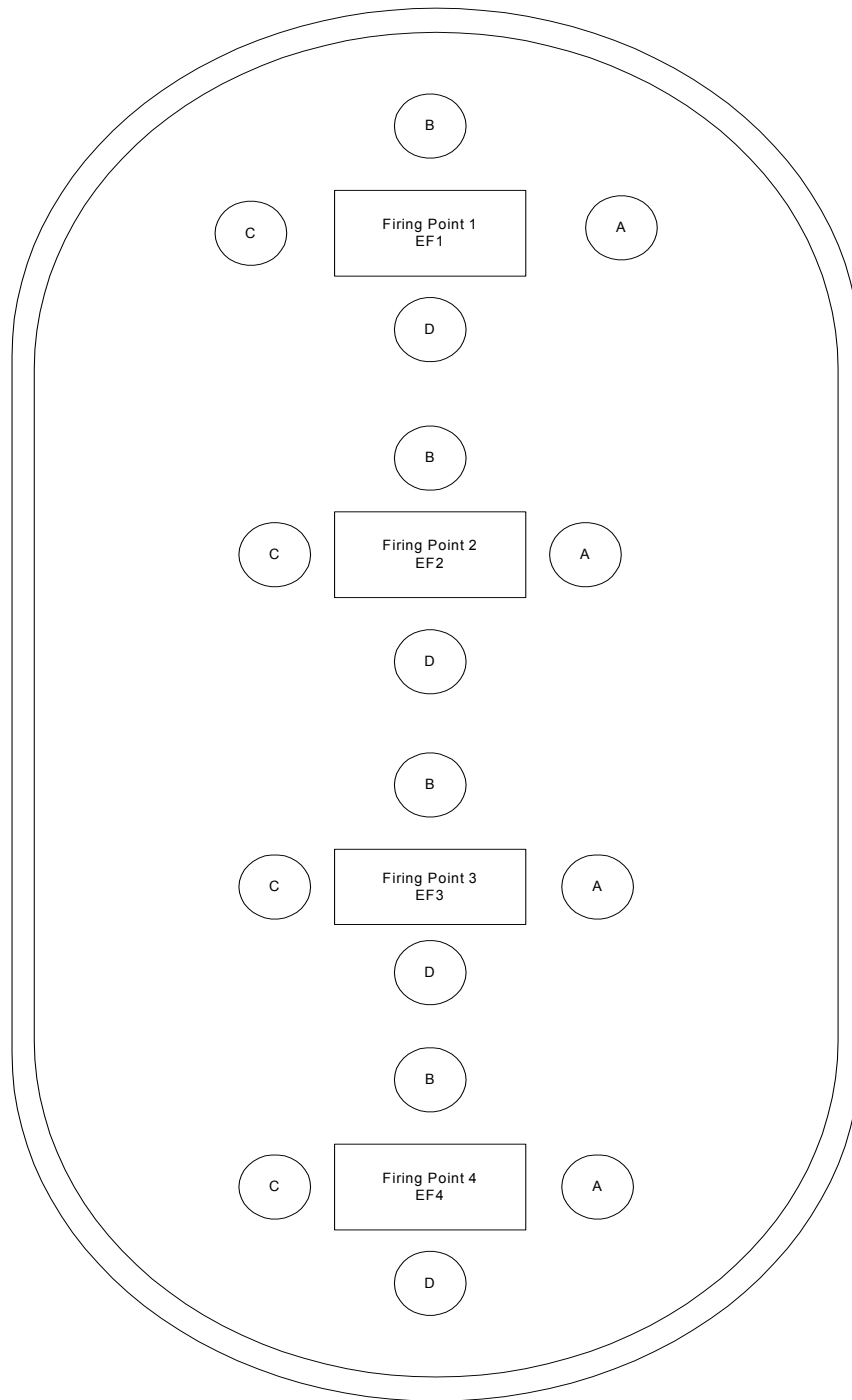 B
C
Firing Point 1
EF1
A
D
B
C
Firing Point 2
EF2
A
D
B
C
Firing Point 3
EF3
A
D
B
C
Firing Point 4
EF4
A
D